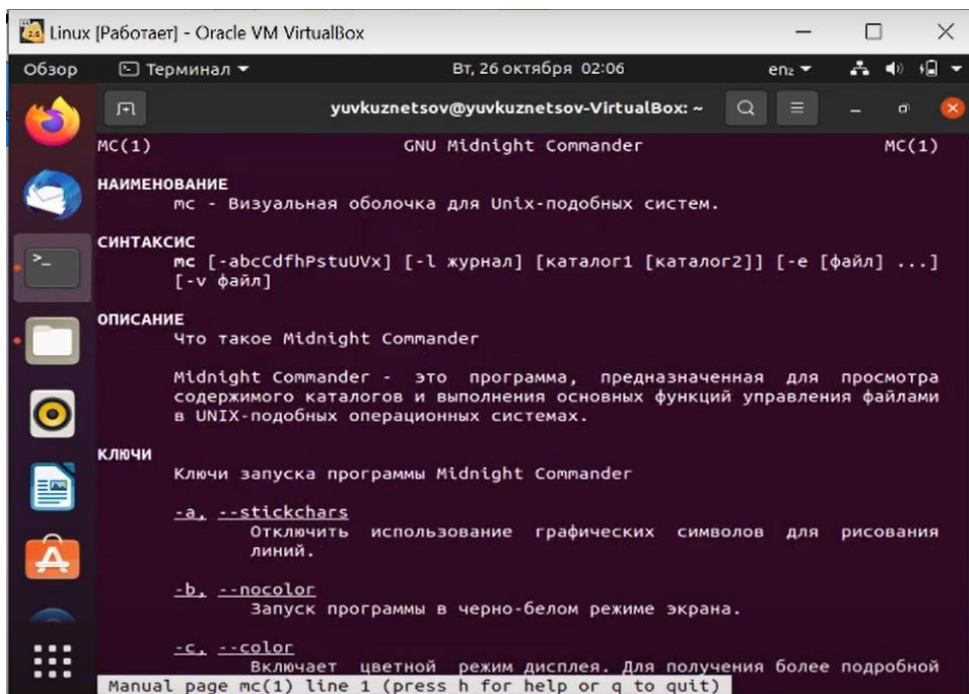 Linux [Работает] - Oracle VM VirtualBox
Обзор Терминал Вт, 26 октября 02:06 en₂
yuvkuznetsov@yuvkuznetsov-VirtualBox: ~
MC(1) GNU Midnight Commander MC(1)
НАИМЕНОВАНИЕ
mc - Визуальная оболочка для Unix-подобных систем.
СИНТАКСИС
mc [-abcCdfhPstuUVx] [-l журнал] [каталог1 [каталог2]] [-e [файл] ...]
[-v файл]
ОПИСАНИЕ
Что такое Midnight Commander
Midnight Commander - это программа, предназначенная для просмотра
содержимого каталогов и выполнения основных функций управления файлами
в UNIX-подобных операционных системах.
КЛЮЧИ
Ключи запуска программы Midnight Commander
-a, --stickchars
Отключить использование графических символов для рисования
линий.
-b, --nocolor
Запуск программы в черно-белом режиме экрана.
-c, --color
Включает цветной режим дисплея. Для получения более подробной
Manual page mc(1) line 1 (press h for help or q to quit)